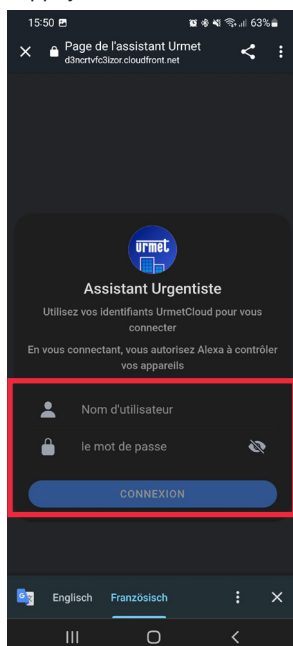 15:50
63%
Page de l'assistant Urmet
d3ncrtvfc3izor.cloudfront.net
urmet
Assistant Urgentiste
Utilisez vos identifiants UrmetCloud pour vous
connecter
En vous connectant, vous autorisez Alexa à contrôler
vos appareils
Nom d'utilisateur
le mot de passe
CONNEXION
Englisch Französisch